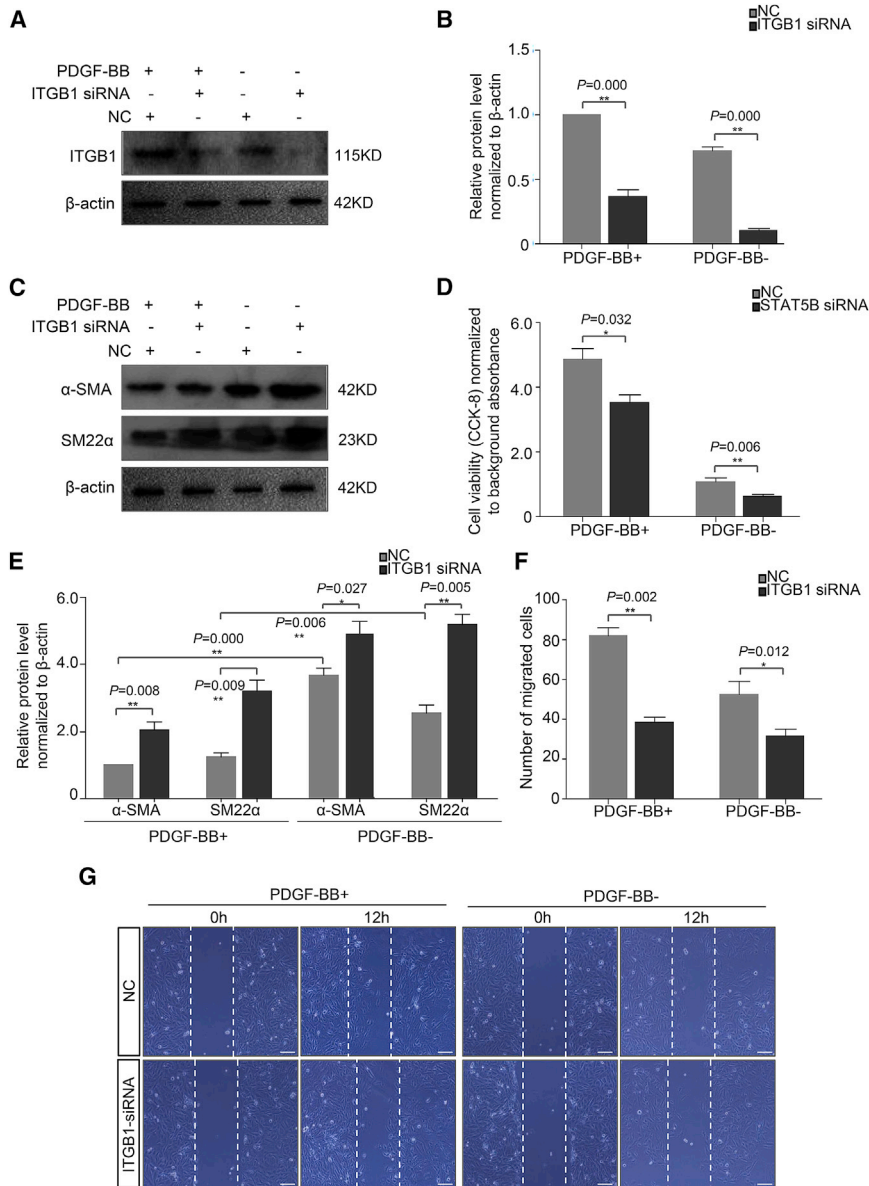 A
PDGF-BB + + - -
ITGB1 siRNA - + - +
NC + - + -
ITGB1 115KD
β-actin 42KD
B
NC
ITGB1 siRNA
Relative protein level
normalized to β-actin
1.5
1.0
0.5
0
P=0.000
**
P=0.000
**
PDGF-BB+ PDGF-BB-
C
PDGF-BB + + - -
ITGB1 siRNA - + - +
NC + - + -
α-SMA 42KD
SM22α 23KD
β-actin 42KD
D
NC
STAT5B siRNA
Cell viability (CCK-8) normalized
to background absorbance
6.0
4.0
2.0
0
P=0.032
*
P=0.006
**
PDGF-BB+ PDGF-BB-
E
NC
ITGB1 siRNA
Relative protein level
normalized to β-actin
6.0
4.0
2.0
0
P=0.008
**
P=0.000
**
P=0.009
**
P=0.006
**
P=0.027
*
P=0.005
**
α-SMA SM22α α-SMA SM22α
PDGF-BB+ PDGF-BB-
F
NC
ITGB1 siRNA
Number of migrated cells
100
80
60
40
20
0
P=0.002
**
P=0.012
*
PDGF-BB+ PDGF-BB-
G
PDGF-BB+ PDGF-BB-
0h 12h 0h 12h
NC
ITGB1-siRNA